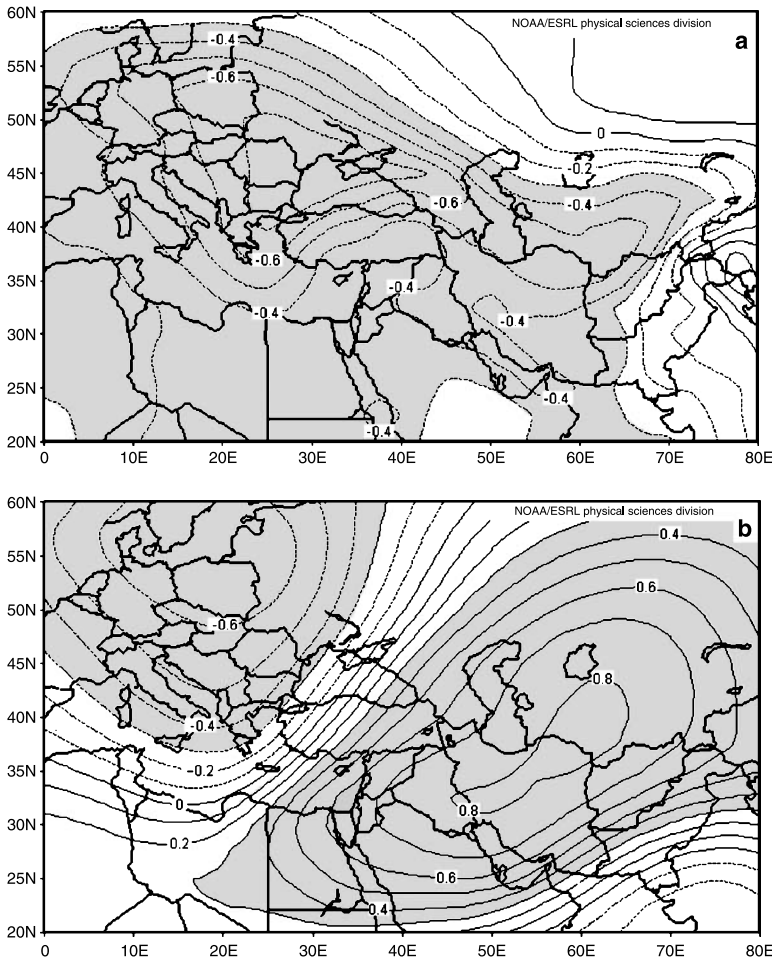 NOAA/ESRL physical sciences division
a
60N
55N
50N
45N
40N
35N
30N
25N
20N
-0.4
-0.6
0
-0.2
-0.4
-0.6
-0.6
-0.4
-0.4
-0.4
-0.4
-0.4
0 10E 20E 30E 40E 50E 60E 70E 80E
NOAA/ESRL physical sciences division
b
60N
55N
50N
45N
40N
35N
30N
25N
20N
0.4
0.6
-0.6
0.8
-0.4
-0.2
0
0.8
0.2
0.6
0.4
0 10E 20E 30E 40E 50E 60E 70E 80E